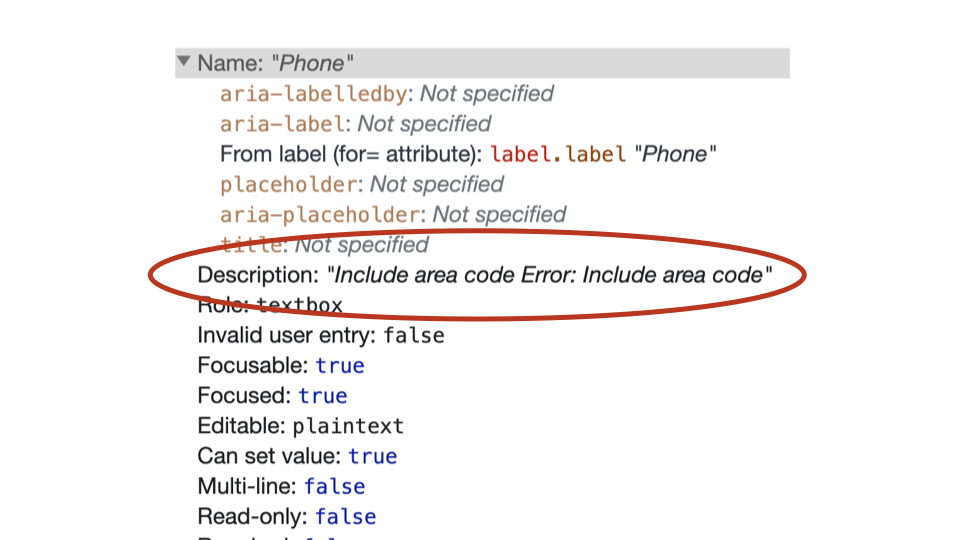 Name: "Phone"
aria-labelledby: Not specified
aria-label: Not specified
From label (for= attribute): label.label "Phone"
placeholder: Not specified
aria-placeholder: Not specified
title: Not specified
Description: "Include area code Error: Include area code"
Role: textbox
Invalid user entry: false
Focusable: true
Focused: true
Editable: plaintext
Can set value: true
Multi-line: false
Read-only: false